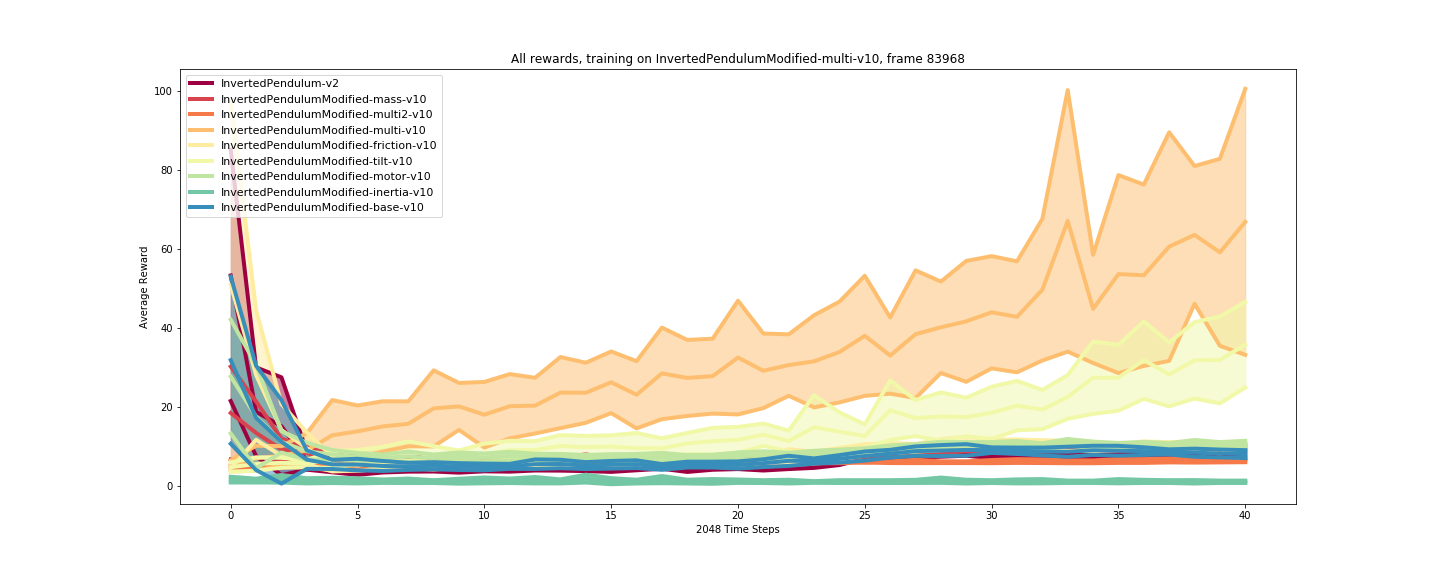 All rewards, training on InvertedPendulumModified-multi-v10, frame 83968
InvertedPendulum-v2
InvertedPendulumModified-mass-v10
InvertedPendulumModified-multi2-v10
InvertedPendulumModified-multi-v10
InvertedPendulumModified-friction-v10
InvertedPendulumModified-tilt-v10
InvertedPendulumModified-motor-v10
InvertedPendulumModified-inertia-v10
InvertedPendulumModified-base-v10
100
80
60
40
20
0
Average Reward
0 5 10 15 20 25 30 35 40
2048 Time Steps